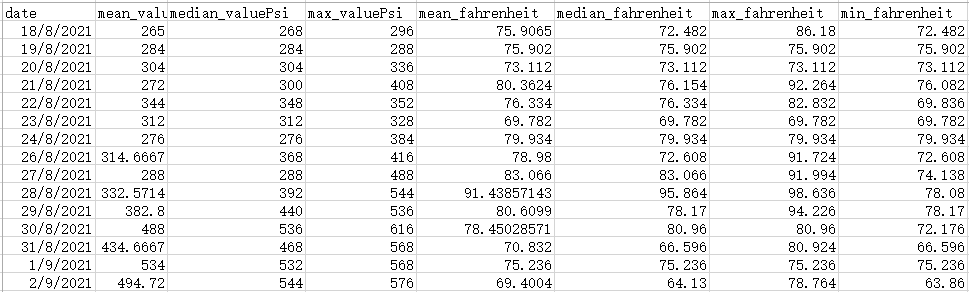 date mean_valu median_valuePsi max_valuePsi mean_fahrenheit median_fahrenheit max_fahrenheit min_fahrenheit
18/8/2021 265 268 296 75.9065 72.482 86.18 72.482
19/8/2021 284 284 288 75.902 75.902 75.902 75.902
20/8/2021 304 304 336 73.112 73.112 73.112 73.112
21/8/2021 272 300 408 80.3624 76.154 92.264 76.082
22/8/2021 344 348 352 76.334 76.334 82.832 69.836
23/8/2021 312 312 328 69.782 69.782 69.782 69.782
24/8/2021 276 276 384 79.934 79.934 79.934 79.934
26/8/2021 314.6667 368 416 78.98 72.608 91.724 72.608
27/8/2021 288 288 488 83.066 83.066 91.994 74.138
28/8/2021 332.5714 392 544 91.43857143 95.864 98.636 78.08
29/8/2021 382.8 440 536 80.6099 78.17 94.226 78.17
30/8/2021 488 536 616 78.45028571 80.96 80.96 72.176
31/8/2021 434.6667 468 568 70.832 66.596 80.924 66.596
1/9/2021 534 532 568 75.236 75.236 75.236 75.236
2/9/2021 494.72 544 576 69.4004 64.13 78.764 63.86